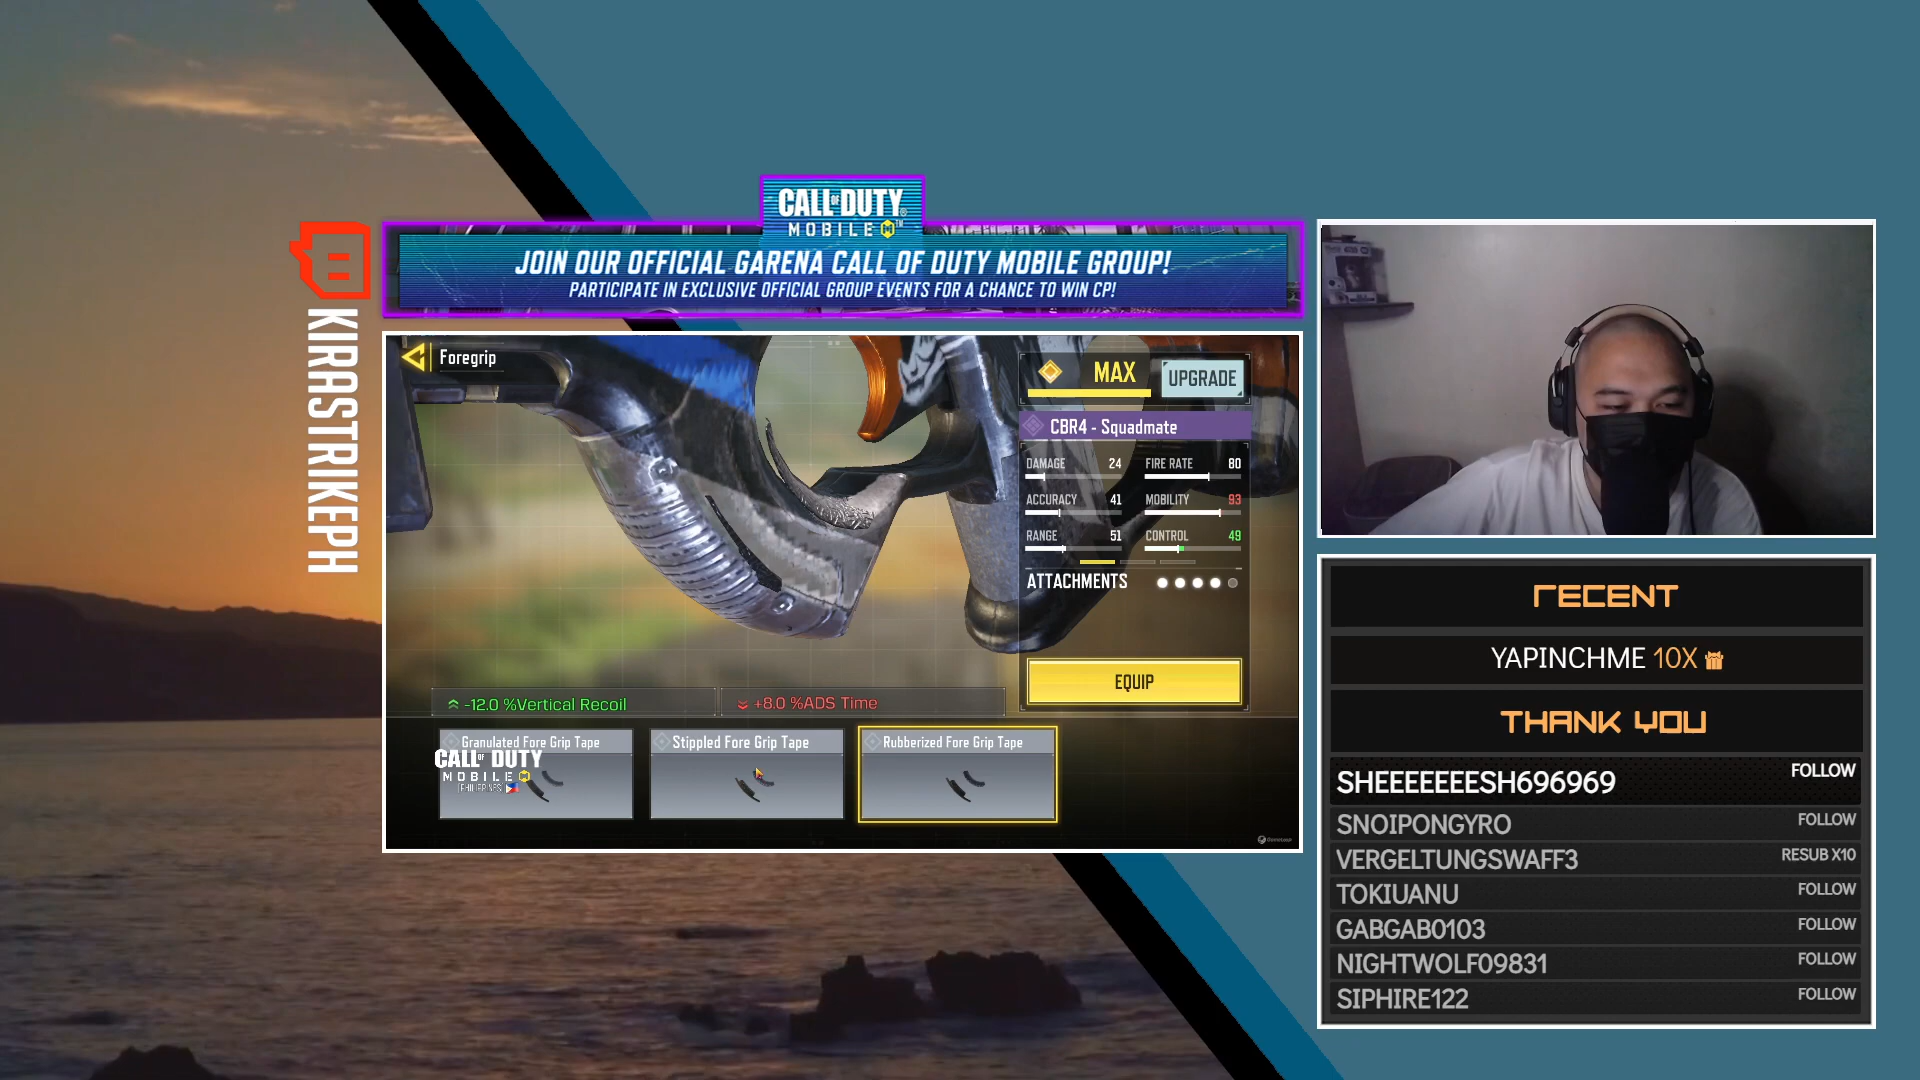 CALL OF DUTY
MOBILE
JOIN OUR OFFICIAL GARENA CALL OF DUTY MOBILE GROUP!
PARTICIPATE IN EXCLUSIVE OFFICIAL GROUP EVENTS FOR A CHANCE TO WIN CP!
KIRASTRIKEPH
Foregrip
MAX
UPGRADE
CBR4 - Squadmate
DAMAGE 24 FIRE RATE 80
ACCURACY 41 MOBILITY 93
RANGE 51 CONTROL 49
ATTACHMENTS
EQUIP
-12.0 %Vertical Recoil
+8.0 %ADS Time
Granulated Fore Grip Tape
Stippled Fore Grip Tape
Rubberized Fore Grip Tape
CALL OF DUTY
MOBILE
PHILIPPINES
RECENT
YAPINCHME 10X
THANK YOU
SHEEEEEEESH696969 FOLLOW
SNOIPONGYRO FOLLOW
VERGELTUNGSWAFF3 RESUB X10
TOKIUANU FOLLOW
GABGAB0103 FOLLOW
NIGHTWOLF09831 FOLLOW
SIPHIRE122 FOLLOW